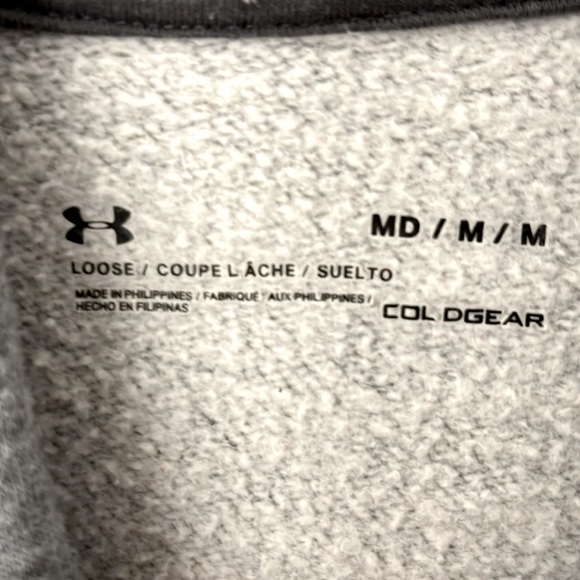 MD / M / M
LOOSE / COUPE LÂCHE / SUELTO
MADE IN PHILIPPINES / FABRIQUÉ AUX PHILIPPINES /
HECHO EN FILIPINAS
COLDGEAR